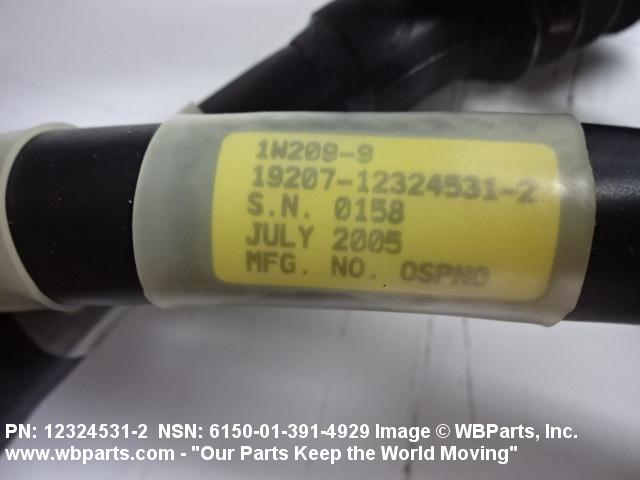 1W209-9
19207-12324531-2
S.N. 0158
JULY 2005
MFG. NO. OSPN0
PN: 12324531-2 NSN: 6150-01-391-4929 Image © WBParts, Inc.
www.wbparts.com - "Our Parts Keep the World Moving"